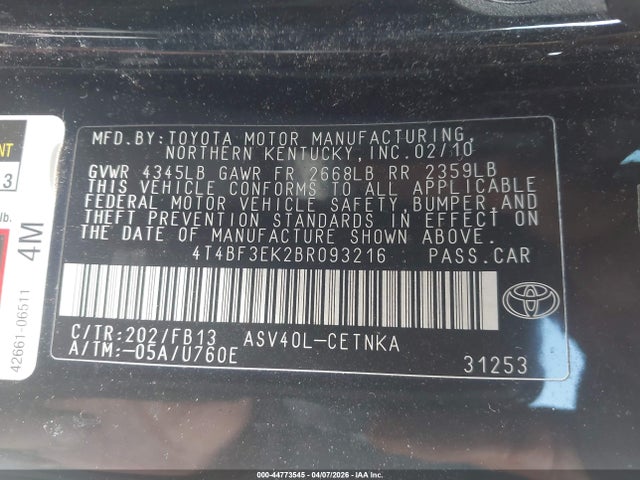 MFD.BY:TOYOTA MOTOR MANUFACTURING,
NORTHERN KENTUCKY,INC.02/10
GVWR 4345LB GAWR FR 2668LB RR 2359LB
THIS VEHICLE CONFORMS TO ALL APPLICABLE
FEDERAL MOTOR VEHICLE SAFETY,BUMPER,AND
THEFT PREVENTION STANDARDS IN EFFECT ON
THE DATE OF MANUFACTURE SHOWN ABOVE.
4T4BF3EK2BR093216 PASS.CAR
C/TR:202/FB13 ASV40L-CETNKA
A/TM:-05A/U760E
31253
NT
3
lb.
4M
42661-06511
000-44773545 - 04/07/2026 - IAA Inc.